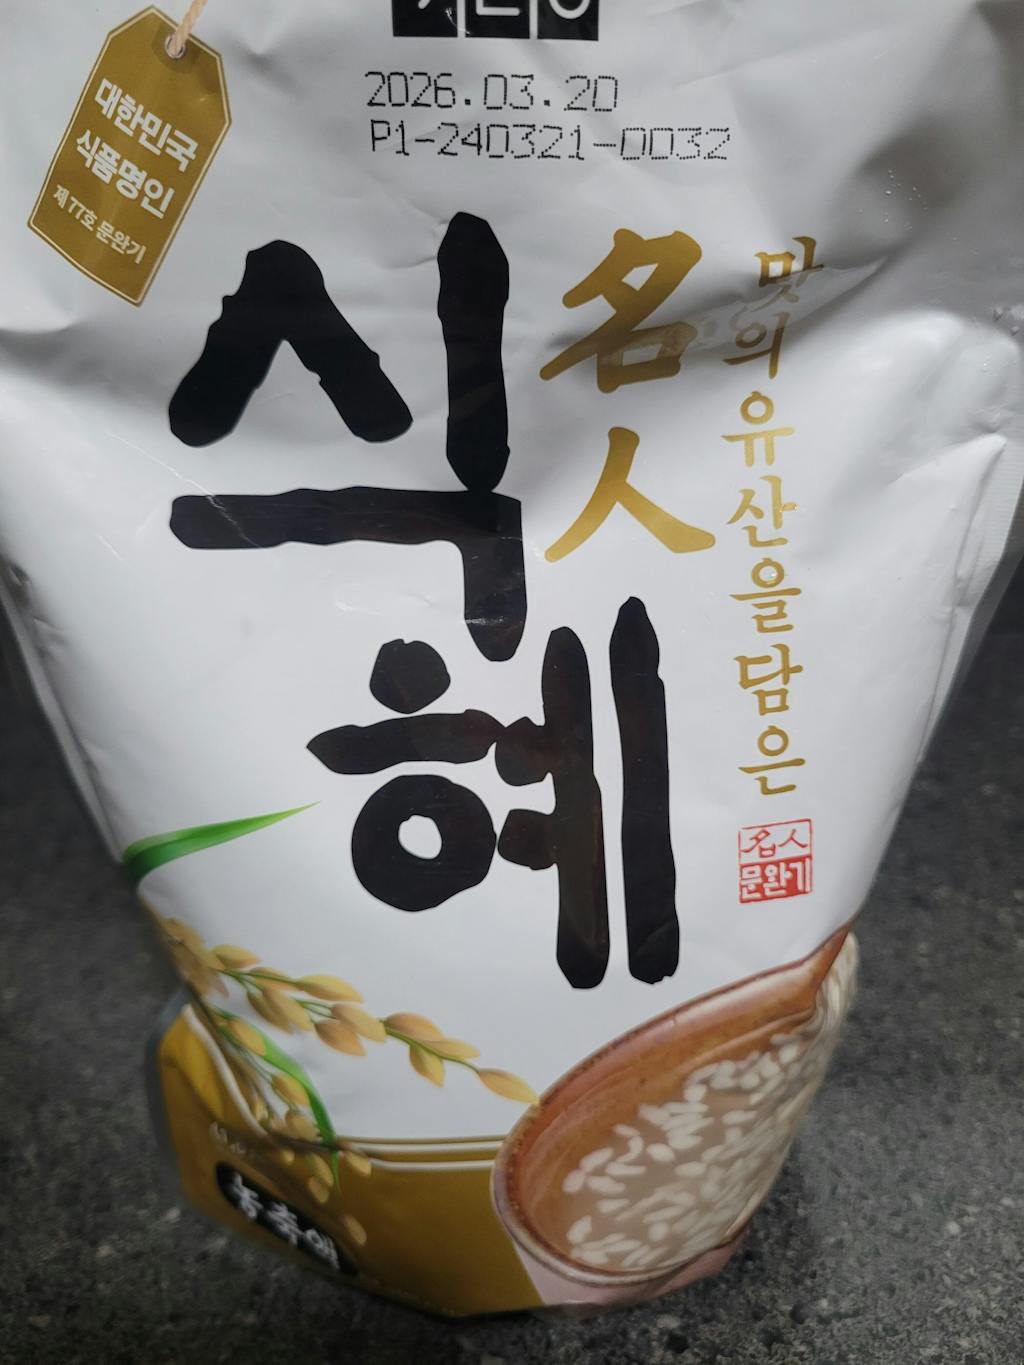 2026.03.20
P1-240321-0032
대한민국
식품명인
제77호 문완기
식혜
名人
맛의 유산을 담은
名人
문완기
농축액